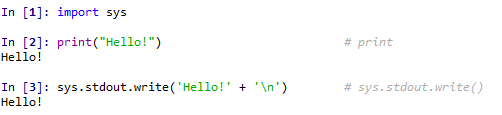 In [1]: import sys
In [2]: print("Hello!") # print
Hello!
In [3]: sys.stdout.write('Hello!' + '\n') # sys.stdout.write()
Hello!